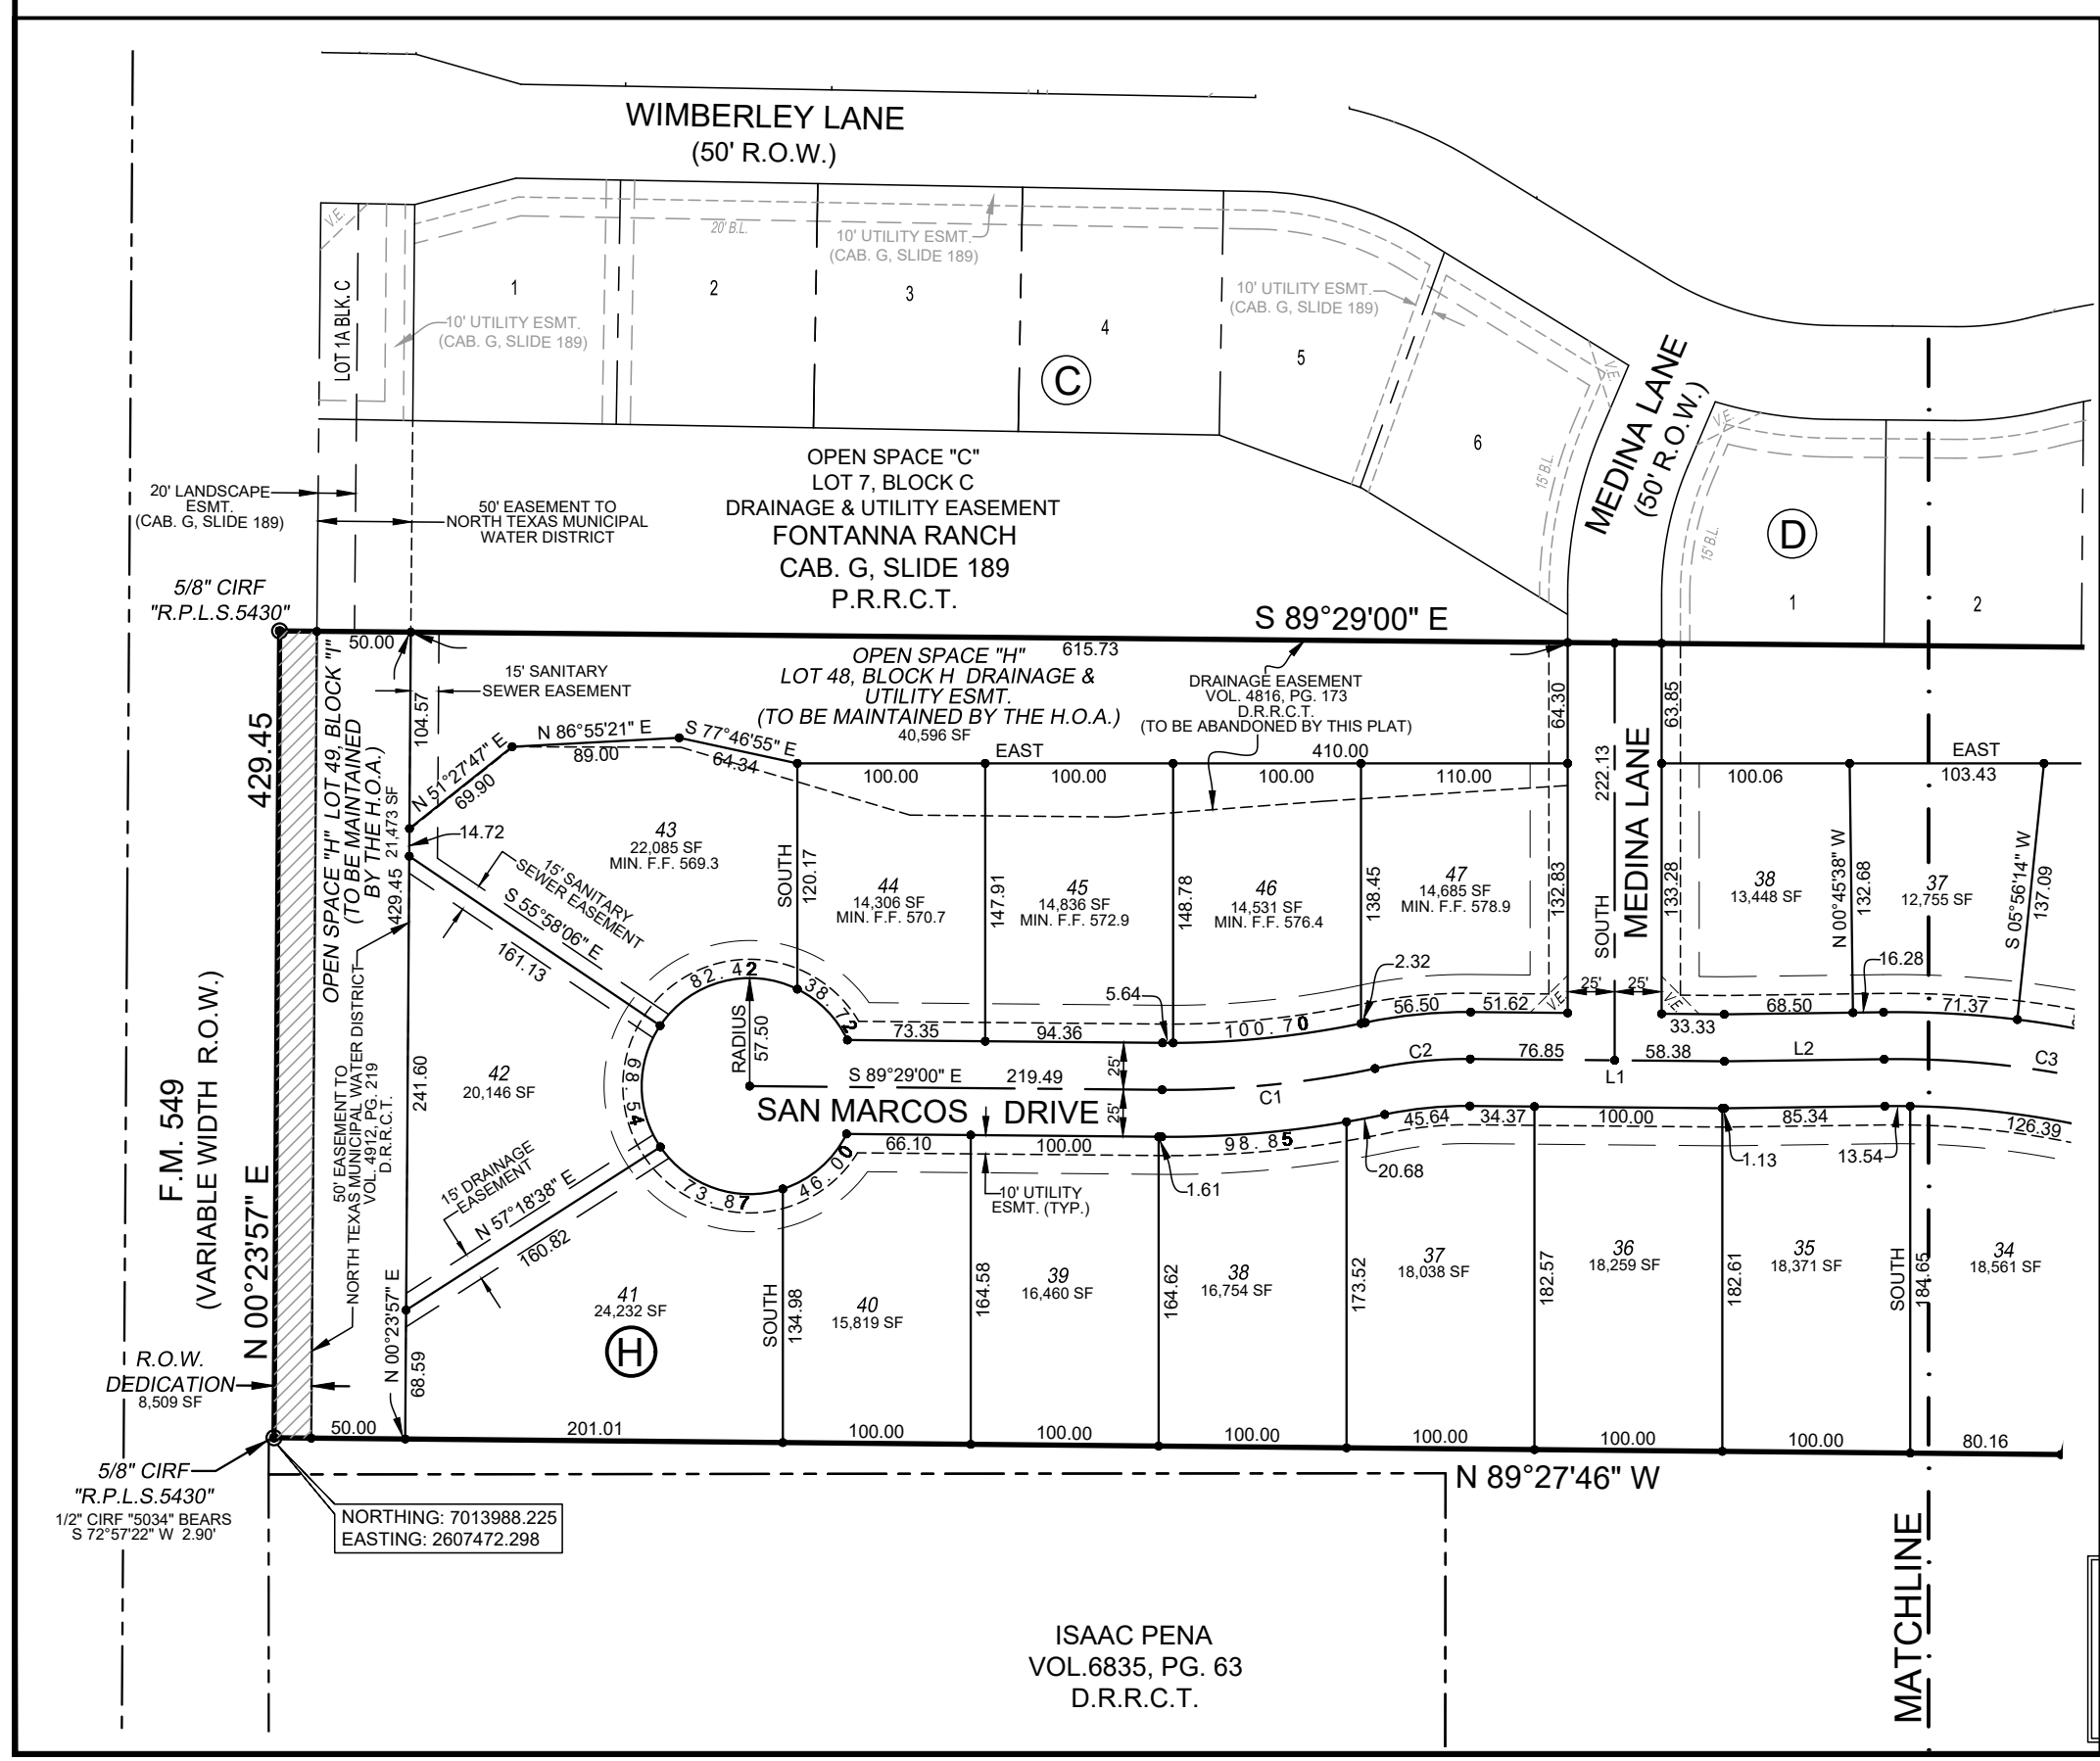 WIMBERLEY LANE
(50' R.O.W.)
V.E.
LOT 1A BLK. C
20' B.L.
10' UTILITY ESMT.
(CAB. G, SLIDE 189)
10' UTILITY ESMT.
(CAB. G, SLIDE 189)
10' UTILITY ESMT.
(CAB. G, SLIDE 189)
1
2
3
4
5
6
C
V.E.
15' B.L.
MEDINA LANE
(50' R.O.W.)
V.E.
15' B.L.
D
1
2
OPEN SPACE "C"
LOT 7, BLOCK C
DRAINAGE & UTILITY EASEMENT
FONTANNA RANCH
CAB. G, SLIDE 189
P.R.R.C.T.
20' LANDSCAPE
ESMT.
(CAB. G, SLIDE 189)
50' EASEMENT TO
NORTH TEXAS MUNICIPAL
WATER DISTRICT
5/8" CIRF
"R.P.L.S.5430"
S 89°29'00" E
50.00
615.73
OPEN SPACE "H"
LOT 48, BLOCK H DRAINAGE &
UTILITY ESMT.
(TO BE MAINTAINED BY THE H.O.A.)
40,596 SF
15' SANITARY
SEWER EASEMENT
DRAINAGE EASEMENT
VOL. 4816, PG. 173
D.R.R.C.T.
(TO BE ABANDONED BY THIS PLAT)
104.57
N 51°27'47" E
69.90
N 86°55'21" E
89.00
S 77°46'55" E
64.34
EAST
410.00
100.00
100.00
100.00
110.00
64.30
222.13
63.85
EAST
100.06
103.43
429.45
OPEN SPACE "H" LOT 49, BLOCK "I"
(TO BE MAINTAINED
BY THE H.O.A.)
21,473 SF
429.45
14.72
43
22,085 SF
MIN. F.F. 569.3
15' SANITARY
SEWER EASEMENT
S 55°58'06" E
161.13
SOUTH
120.17
44
14,306 SF
MIN. F.F. 570.7
147.91
45
14,836 SF
MIN. F.F. 572.9
148.78
46
14,531 SF
MIN. F.F. 576.4
138.45
47
14,685 SF
MIN. F.F. 578.9
132.83
SOUTH
MEDINA LANE
133.28
38
13,448 SF
N 00°45'38" W
132.68
37
12,755 SF
S 05°56'14" W
137.09
82.42
38.72
RADIUS
57.50
68.54
73.87
46.00
73.35
94.36
5.64
100.70
2.32
56.50
51.62
V.E.
25'
25'
V.E.
33.33
68.50
16.28
71.37
S 89°29'00" E
219.49
25'
25'
C1
C2
76.85
L1
58.38
L2
C3
SAN MARCOS DRIVE
66.10
100.00
98.85
1.61
20.68
45.64
34.37
100.00
1.13
85.34
13.54
126.39
10' UTILITY
ESMT. (TYP.)
F.M. 549
(VARIABLE WIDTH R.O.W.)
N 00°23'57" E
50' EASEMENT TO
NORTH TEXAS MUNICIPAL WATER DISTRICT
VOL. 4912, PG. 219
D.R.R.C.T.
241.60
42
20,146 SF
15' DRAINAGE
EASEMENT
N 57°18'38" E
160.82
N 00°23'57" E
68.59
41
24,232 SF
H
SOUTH
134.98
40
15,819 SF
164.58
39
16,460 SF
164.62
38
16,754 SF
173.52
37
18,038 SF
182.57
36
18,259 SF
182.61
35
18,371 SF
SOUTH
184.65
34
18,561 SF
R.O.W.
DEDICATION
8,509 SF
50.00
201.01
100.00
100.00
100.00
100.00
100.00
100.00
80.16
N 89°27'46" W
5/8" CIRF
"R.P.L.S.5430"
1/2" CIRF "5034" BEARS
S 72°57'22" W 2.90'
NORTHING: 7013988.225
EASTING: 2607472.298
ISAAC PENA
VOL.6835, PG. 63
D.R.R.C.T.
MATCHLINE